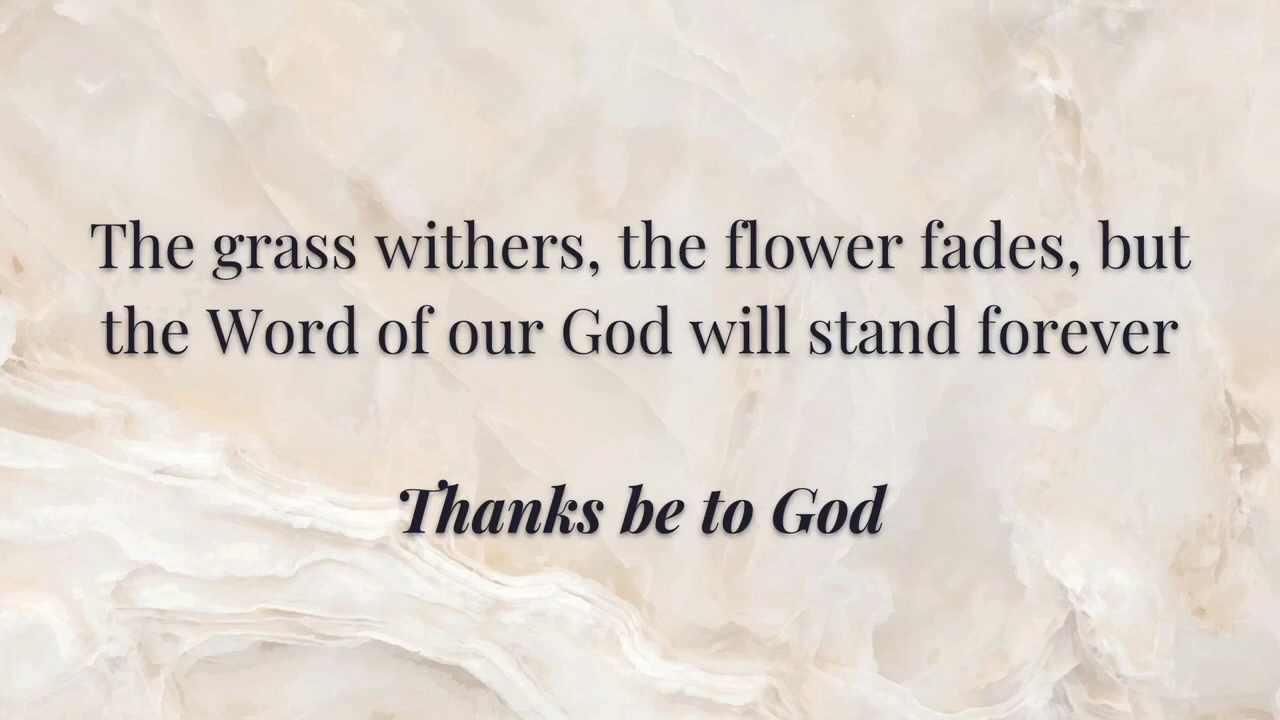 The grass withers, the flower fades, but
the Word of our God will stand forever
Thanks be to God